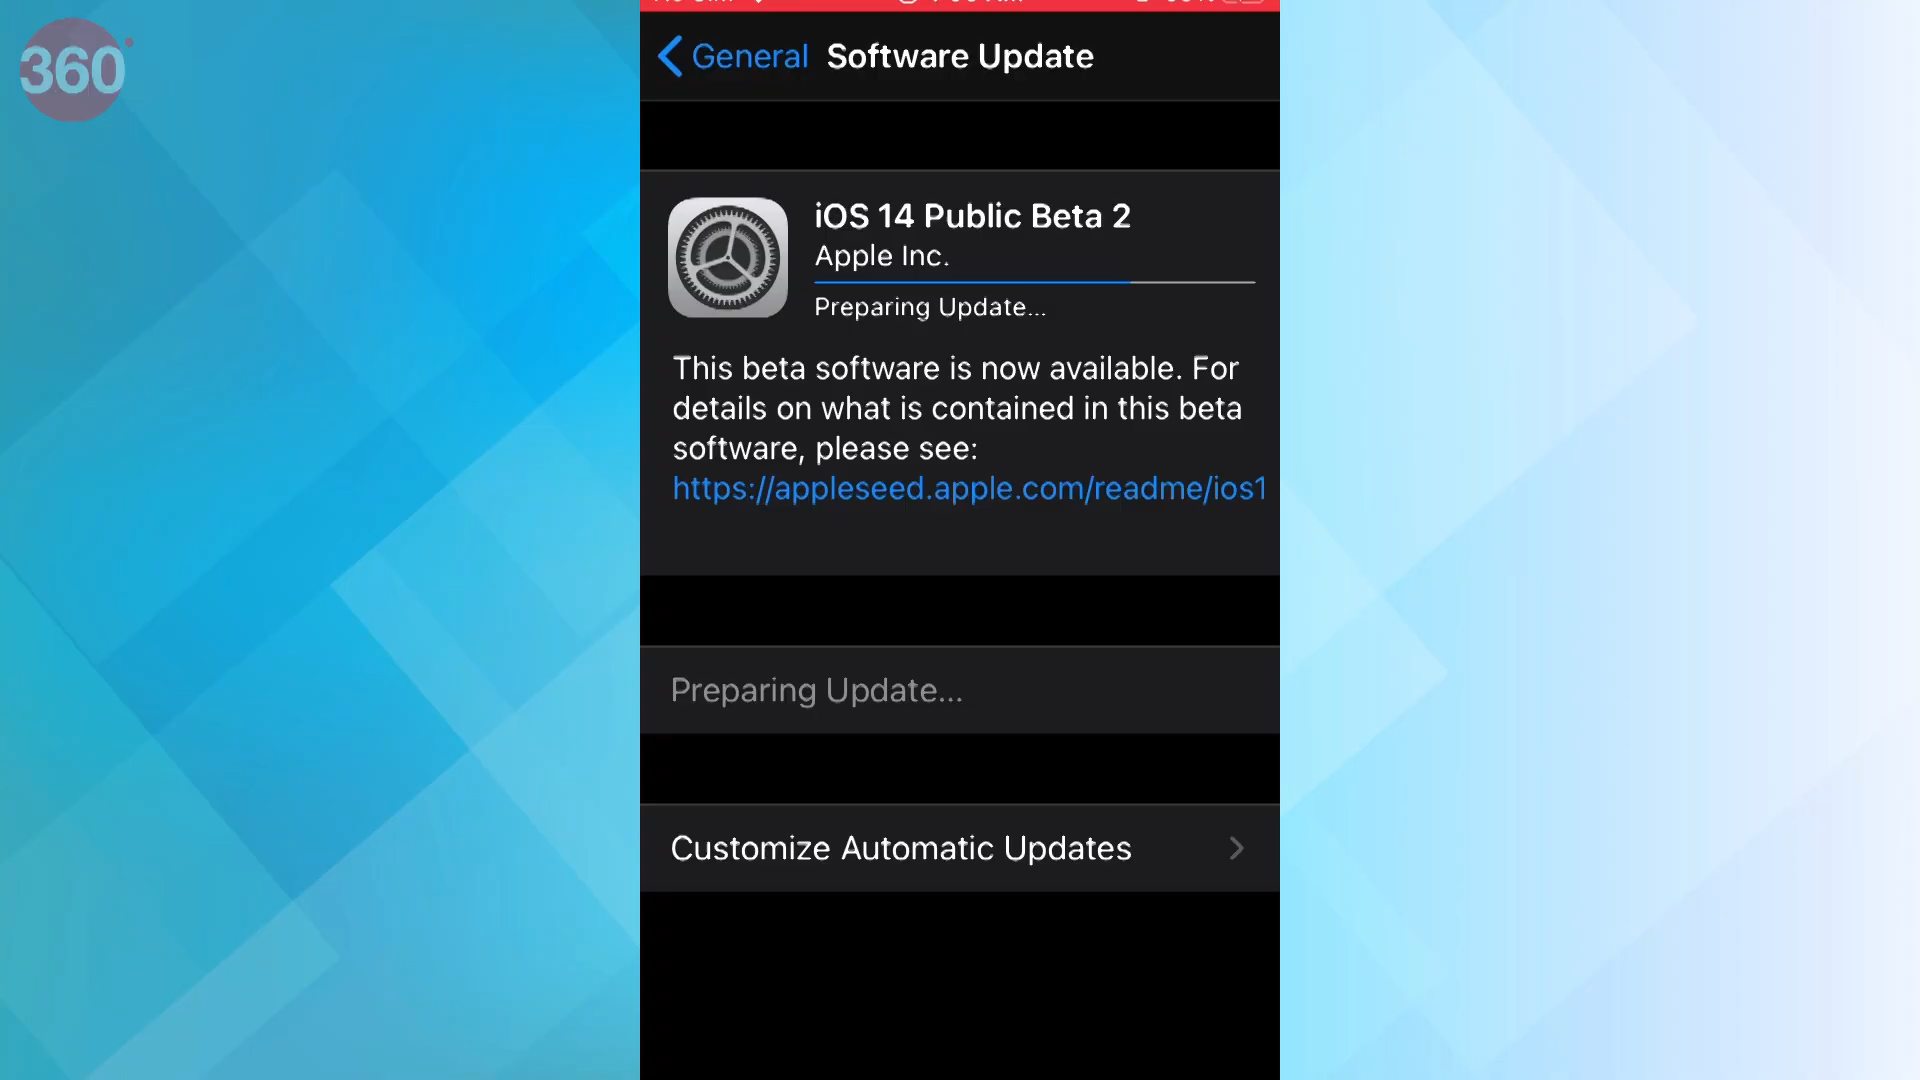 360°
General Software Update
iOS 14 Public Beta 2
Apple Inc.
Preparing Update...
This beta software is now available. For
details on what is contained in this beta
software, please see:
https://appleseed.apple.com/readme/ios1
Preparing Update...
Customize Automatic Updates